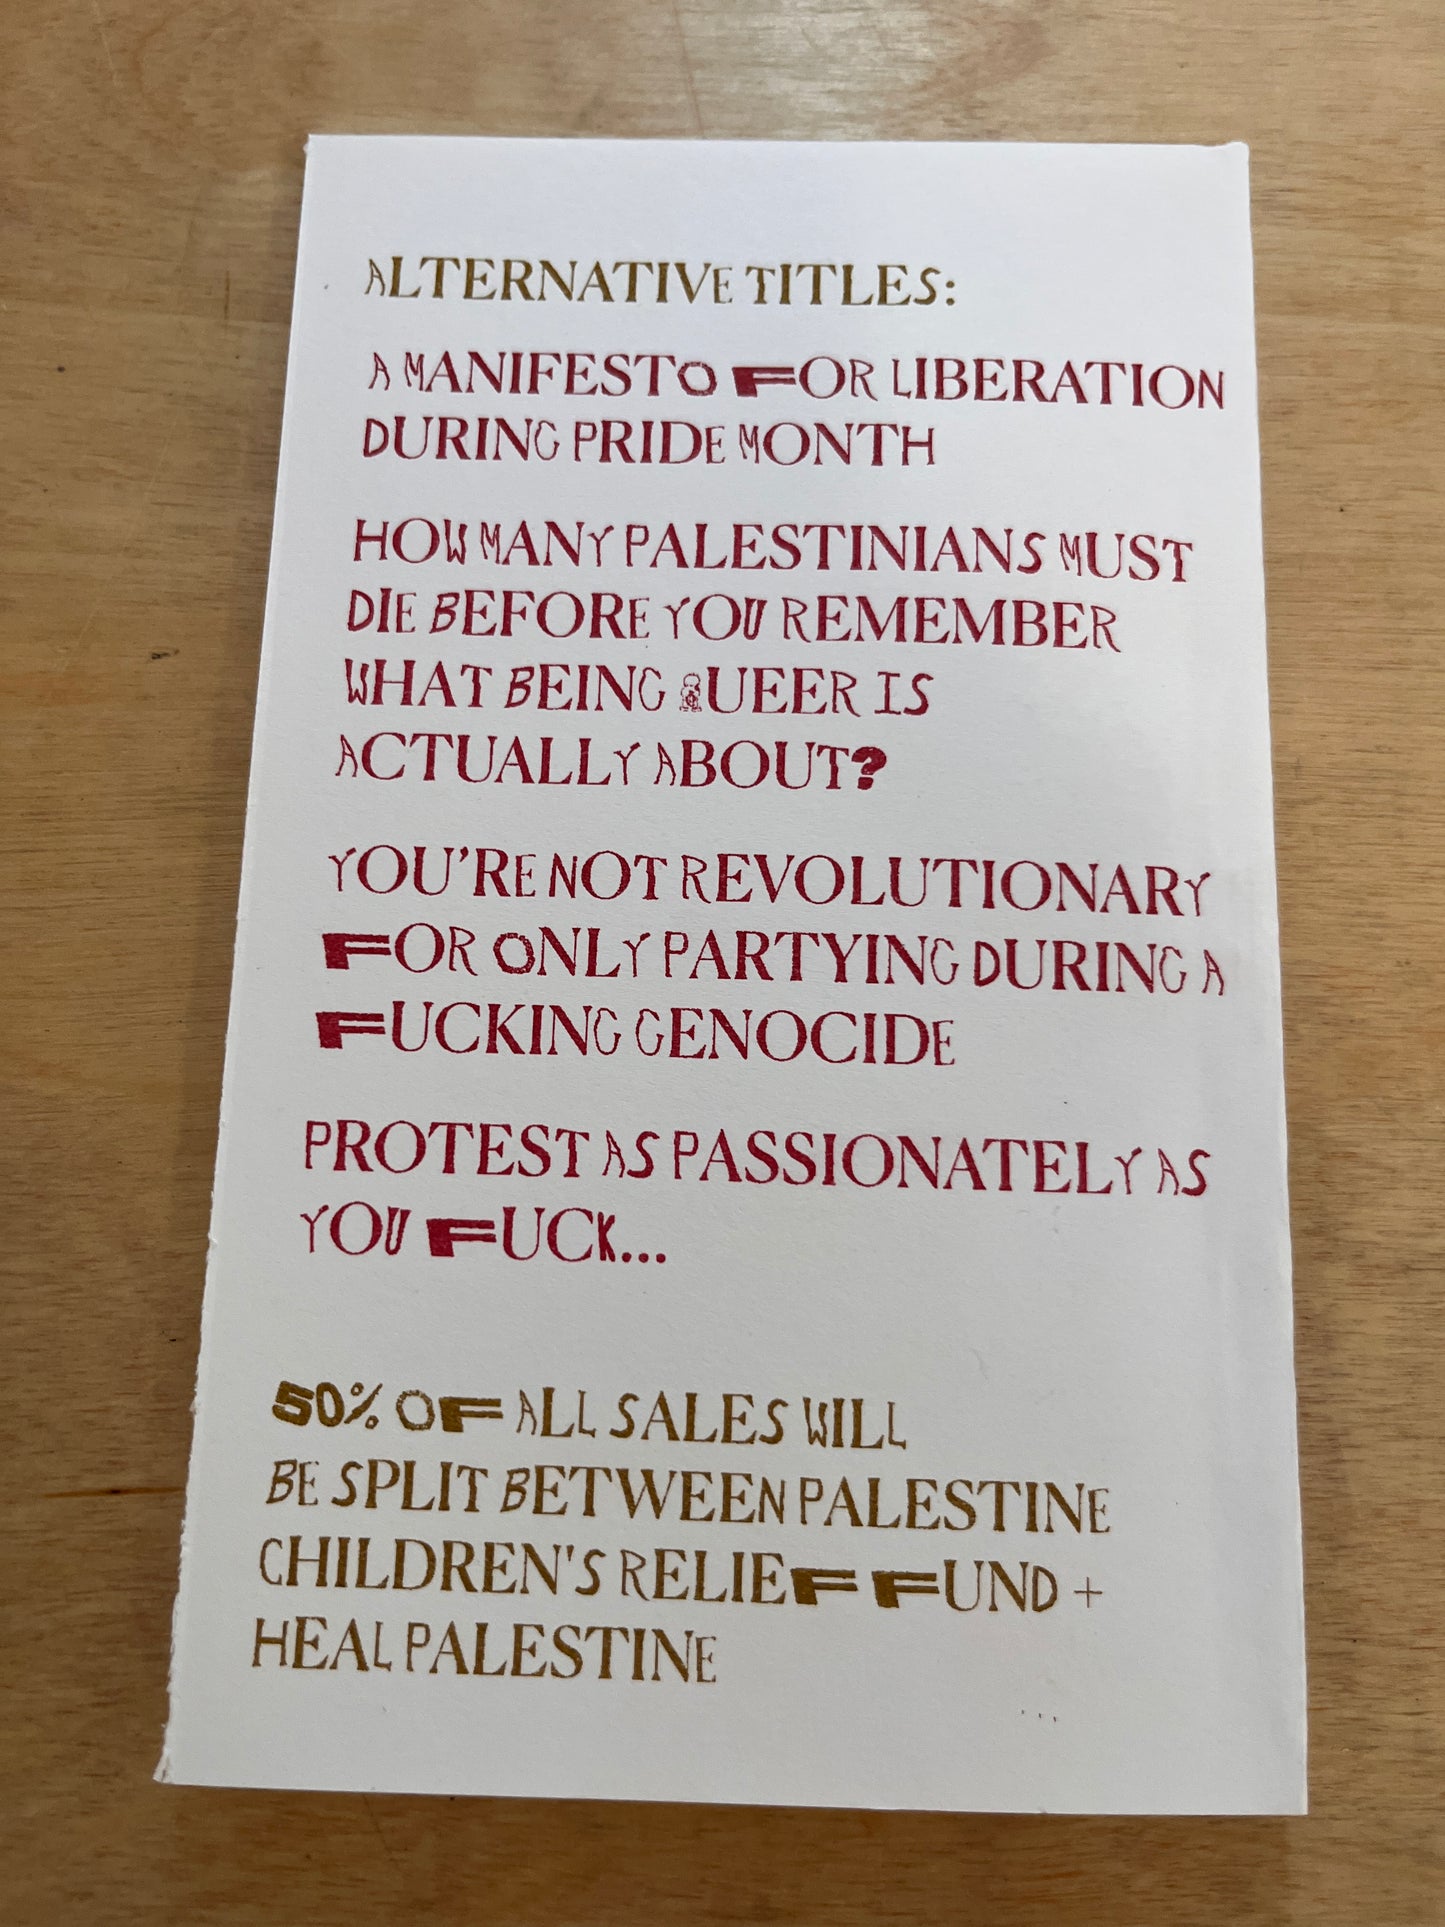 ALTERNATIVE TITLES:
A MANIFESTO FOR LIBERATION
DURING PRIDE MONTH
HOW MANY PALESTINIANS MUST
DIE BEFORE YOU REMEMBER
WHAT BEING QUEER IS
ACTUALLY ABOUT?
YOU'RE NOT REVOLUTIONARY
FOR ONLY PARTYING DURING A
FUCKING GENOCIDE
PROTEST AS PASSIONATELY AS
YOU FUCK...
50% OF ALL SALES WILL
BE SPLIT BETWEEN PALESTINE
CHILDREN'S RELIEF FUND +
HEAL PALESTINE